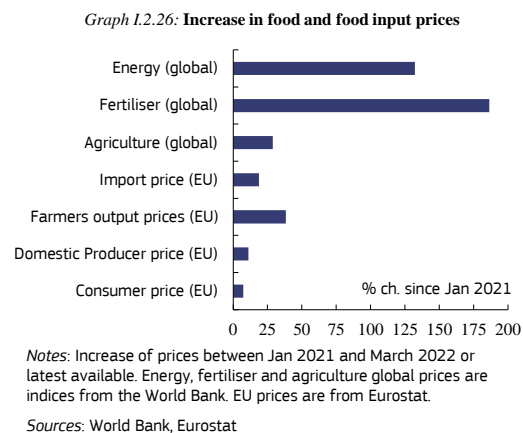 Graph I.2.26: Increase in food and food input prices
Energy (global)
Fertiliser (global)
Agriculture (global)
Import price (EU)
Farmers output prices (EU)
Domestic Producer price (EU)
Consumer price (EU)
% ch. since Jan 2021
0 25 50 75 100 125 150 175 200
Notes: Increase of prices between Jan 2021 and March 2022 or
latest available. Energy, fertiliser and agriculture global prices are
indices from the World Bank. EU prices are from Eurostat.
Sources: World Bank, Eurostat